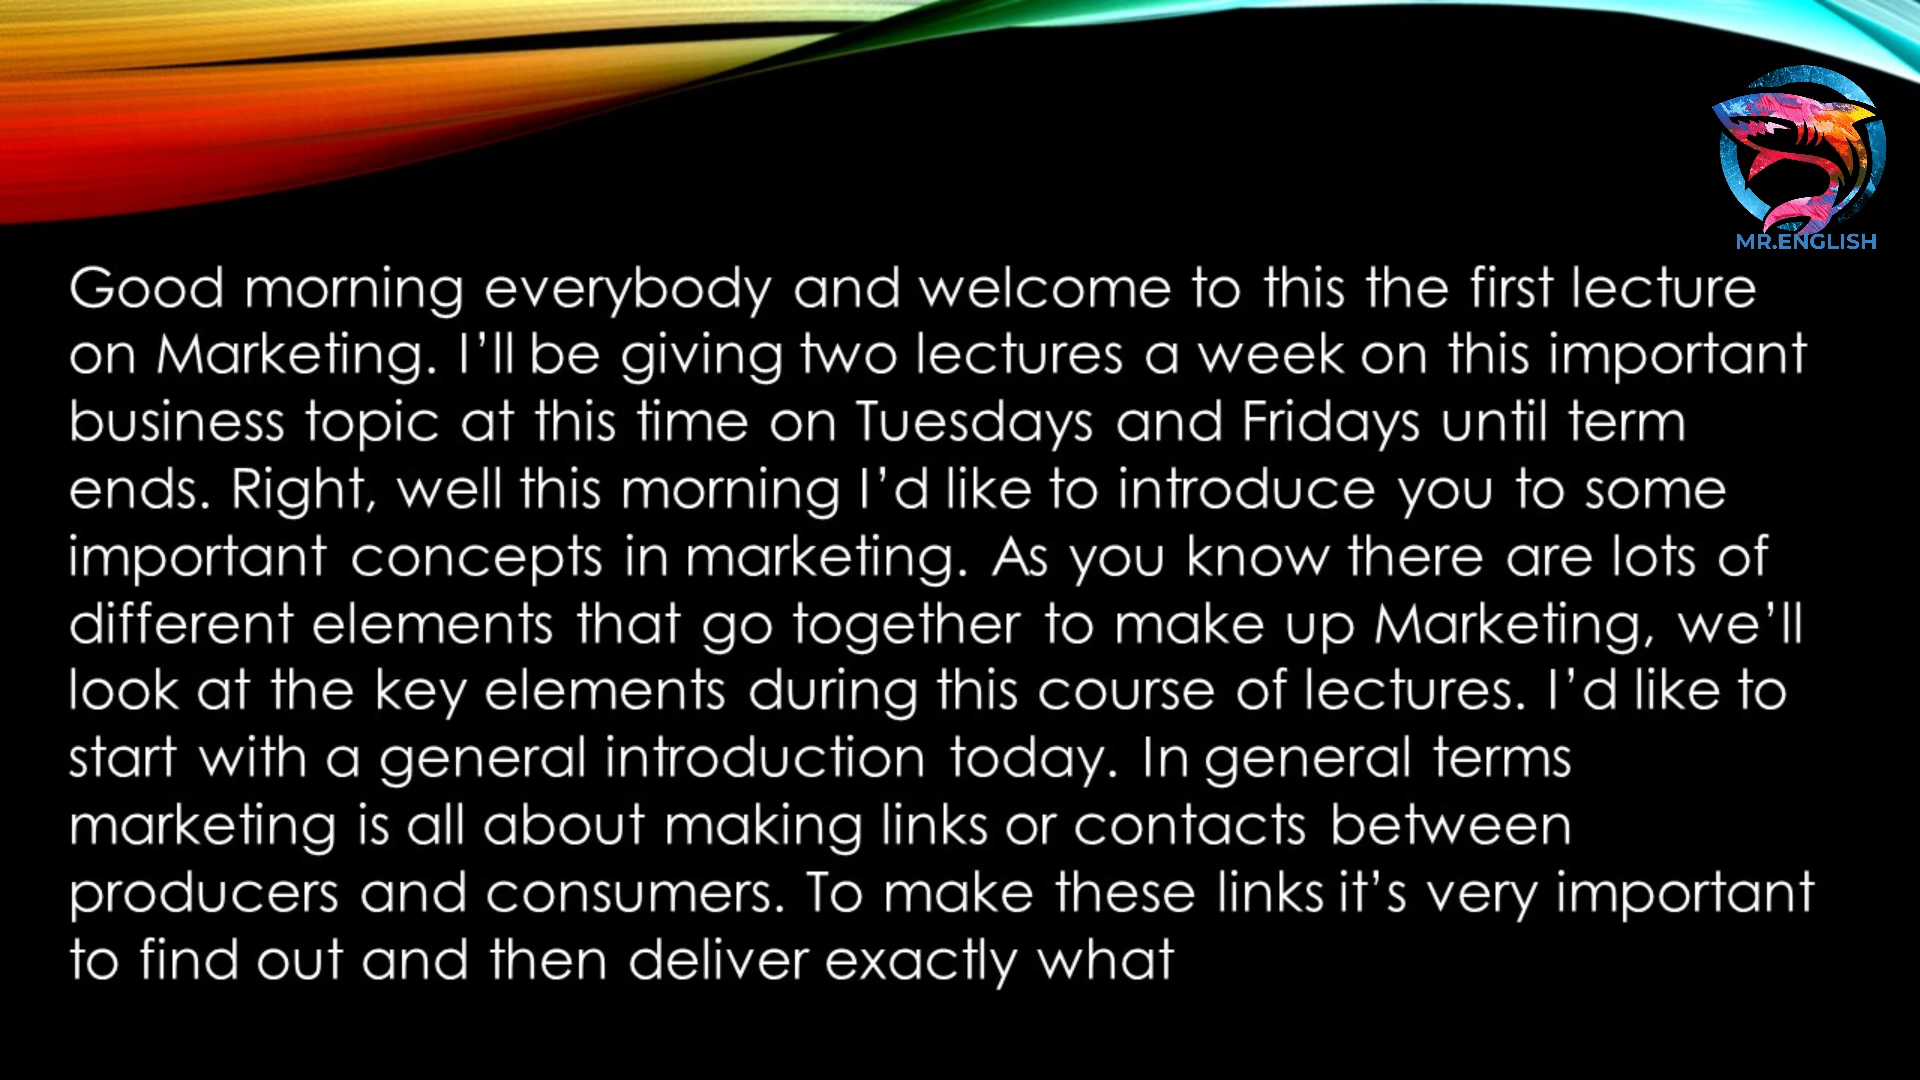 MR.ENGLISH
Good morning everybody and welcome to this the first lecture
on Marketing. I’ll be giving two lectures a week on this important
business topic at this time on Tuesdays and Fridays until term
ends. Right, well this morning I’d like to introduce you to some
important concepts in marketing. As you know there are lots of
different elements that go together to make up Marketing, we’ll
look at the key elements during this course of lectures. I’d like to
start with a general introduction today. In general terms
marketing is all about making links or contacts between
producers and consumers. To make these links it’s very important
to find out and then deliver exactly what